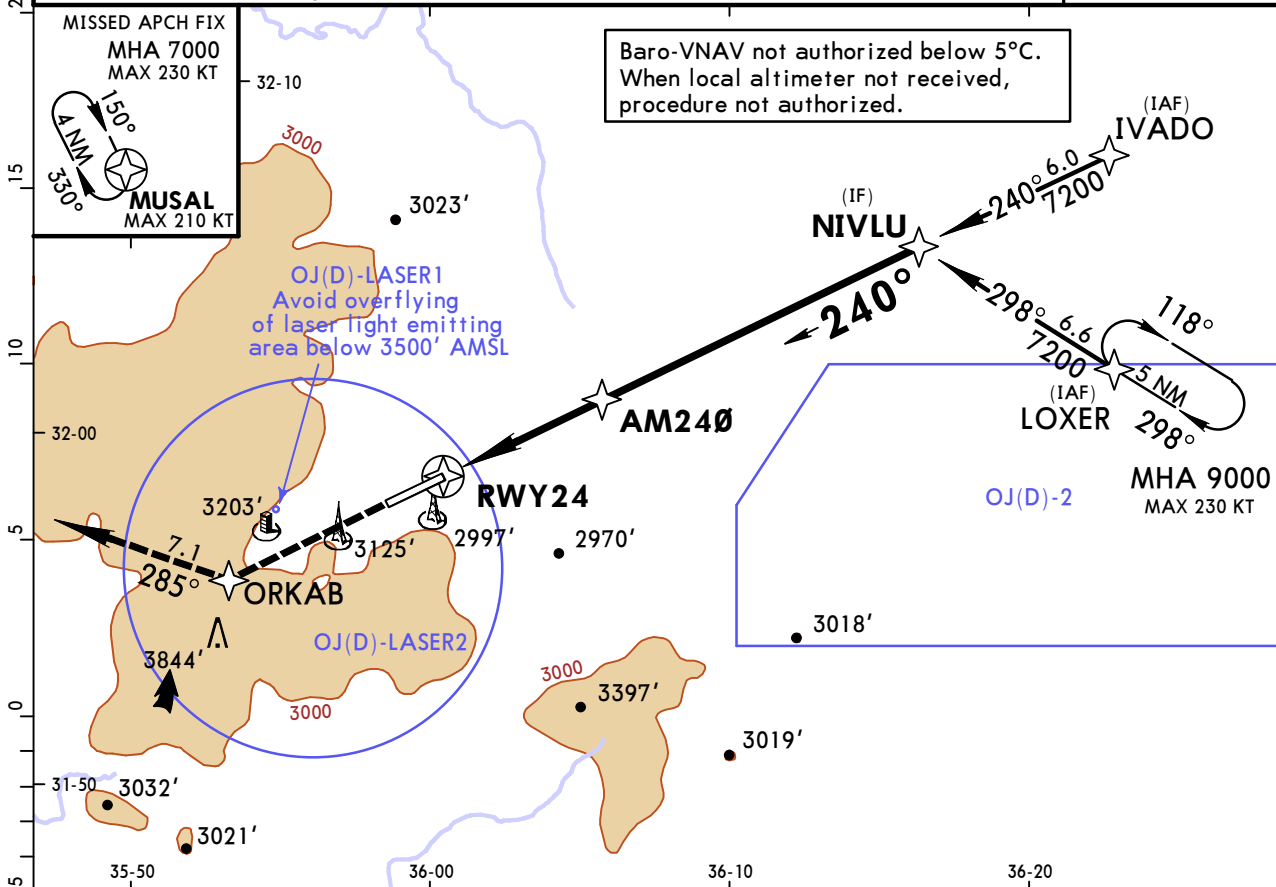 MISSED APCH FIX
MHA 7000
MAX 230 KT
150°
4 NM
330°
MUSAL
MAX 210 KT
32-10
Baro-VNAV not authorized below 5°C.
When local altimeter not received,
procedure not authorized.
(IAF)
IVADO
6.0
240°
7200
3000
15
3023'
(IF)
NIVLU
OJ(D)-LASER1
Avoid overflying
of laser light emitting
area below 3500' AMSL
240°
298°
6.6
7200
118°
5 NM
298°
(IAF)
LOXER
10
AM240
32-00
MHA 9000
MAX 230 KT
RWY24
OJ(D)-2
3203'
3125'
2997'
2970'
5
7.1
285°
ORKAB
OJ(D)-LASER2
3018'
3844'
3000
3397'
3000
0
3019'
31-50
3032'
3021'
5
35-50
36-00
36-10
36-20